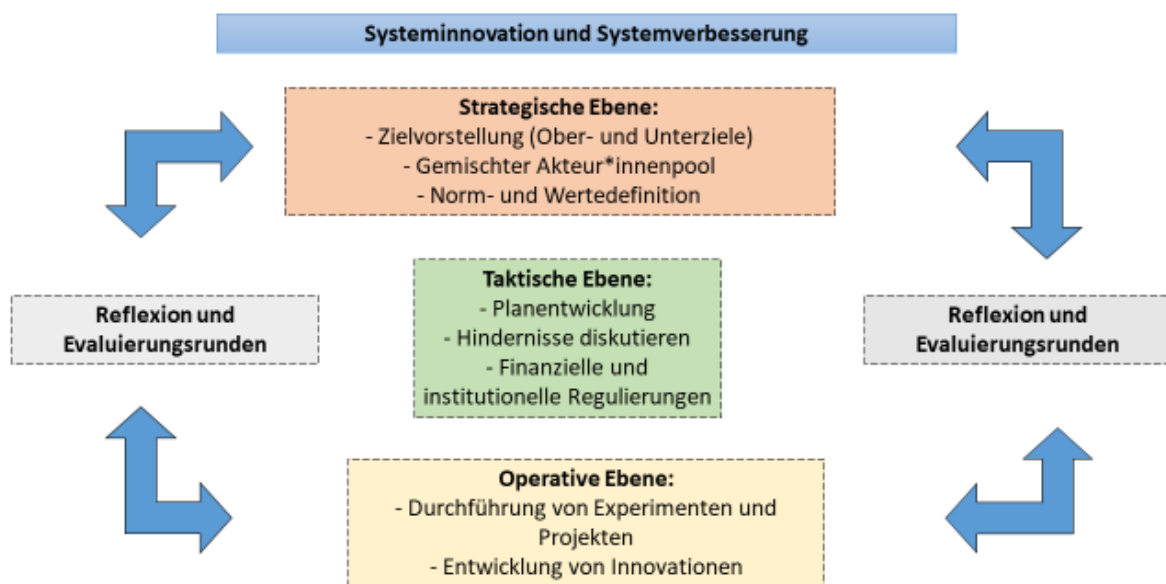 Systeminnovation und Systemverbesserung
Strategische Ebene:
- Zielvorstellung (Ober- und Unterziele)
- Gemischter Akteur*innenpool
- Norm- und Wertedefinition
Reflexion und
Evaluierungsrunden
Taktische Ebene:
- Planentwicklung
- Hindernisse diskutieren
- Finanzielle und
institutionelle Regulierungen
Reflexion und
Evaluierungsrunden
Operative Ebene:
- Durchführung von Experimenten und
Projekten
- Entwicklung von Innovationen